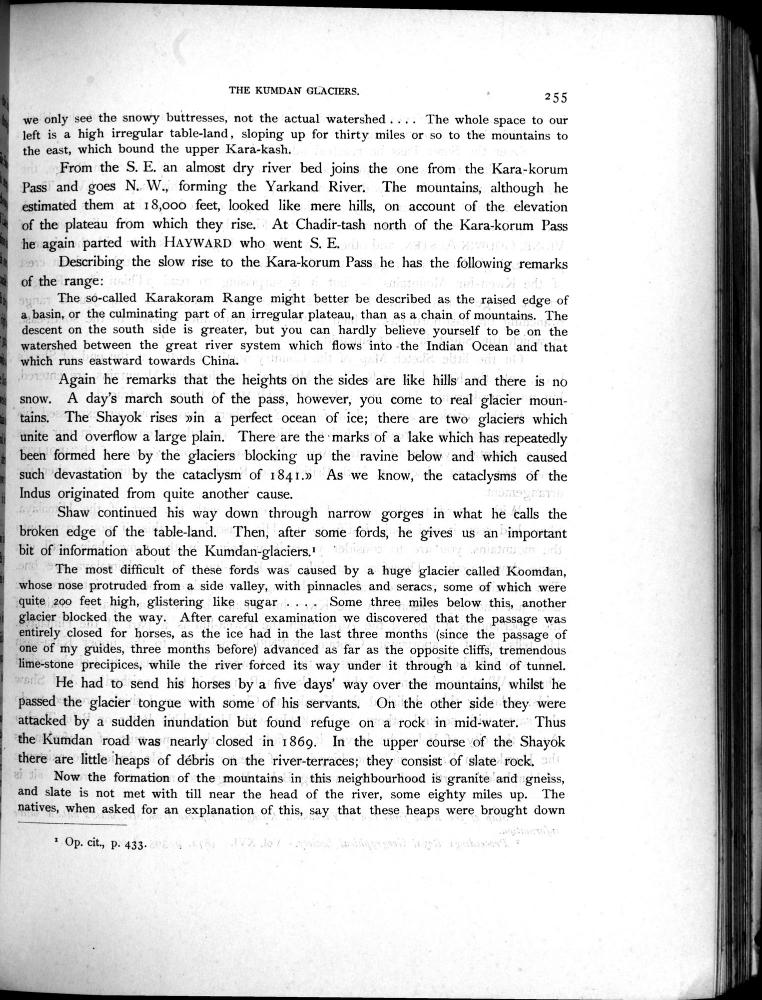 THE KUMDAN GLACIERS.
255
we only see the snowy buttresses, not the actual watershed . . . . The whole space to our
left is a high irregular table-land, sloping up for thirty miles or so to the mountains to
the east, which bound the upper Kara-kash.
From the S. E. an almost dry river bed joins the one from the Kara-korum
Pass and goes N. W., forming the Yarkand River. The mountains, although he
estimated them at 18,000 feet, looked like mere hills, on account of the elevation
of the plateau from which they rise. At Chadir-tash north of the Kara-korum Pass
he again parted with HAYWARD who went S. E.
Describing the slow rise to the Kara-korum Pass he has the following remarks
of the range:
The so-called Karakoram Range might better be described as the raised edge of
a basin, or the culminating part of an irregular plateau, than as a chain of mountains. The
descent on the south side is greater, but you can hardly believe yourself to be on the
watershed between the great river system which flows into the Indian Ocean and that
which runs eastward towards China.
Again he remarks that the heights on the sides are like hills and there is no
snow. A day's march south of the pass, however, you come to real glacier moun-
tains. The Shayok rises »in a perfect ocean of ice; there are two glaciers which
unite and overflow a large plain. There are the marks of a lake which has repeatedly
been formed here by the glaciers blocking up the ravine below and which caused
such devastation by the cataclysm of 1841.» As we know, the cataclysms of the
Indus originated from quite another cause.
Shaw continued his way down through narrow gorges in what he calls the
broken edge of the table-land. Then, after some fords, he gives us an important
bit of information about the Kumdan-glaciers.¹
The most difficult of these fords was caused by a huge glacier called Koomdan,
whose nose protruded from a side valley, with pinnacles and seracs, some of which were
quite 200 feet high, glistering like sugar . . . . Some three miles below this, another
glacier blocked the way. After careful examination we discovered that the passage was
entirely closed for horses, as the ice had in the last three months (since the passage of
one of my guides, three months before) advanced as far as the opposite cliffs, tremendous
lime-stone precipices, while the river forced its way under it through a kind of tunnel.
He had to send his horses by a five days' way over the mountains, whilst he
passed the glacier tongue with some of his servants. On the other side they were
attacked by a sudden inundation but found refuge on a rock in mid-water. Thus
the Kumdan road was nearly closed in 1869. In the upper course of the Shayok
there are little heaps of débris on the river-terraces; they consist of slate rock.
Now the formation of the mountains in this neighbourhood is granite and gneiss,
and slate is not met with till near the head of the river, some eighty miles up. The
natives, when asked for an explanation of this, say that these heaps were brought down
¹ Op. cit., p. 433.